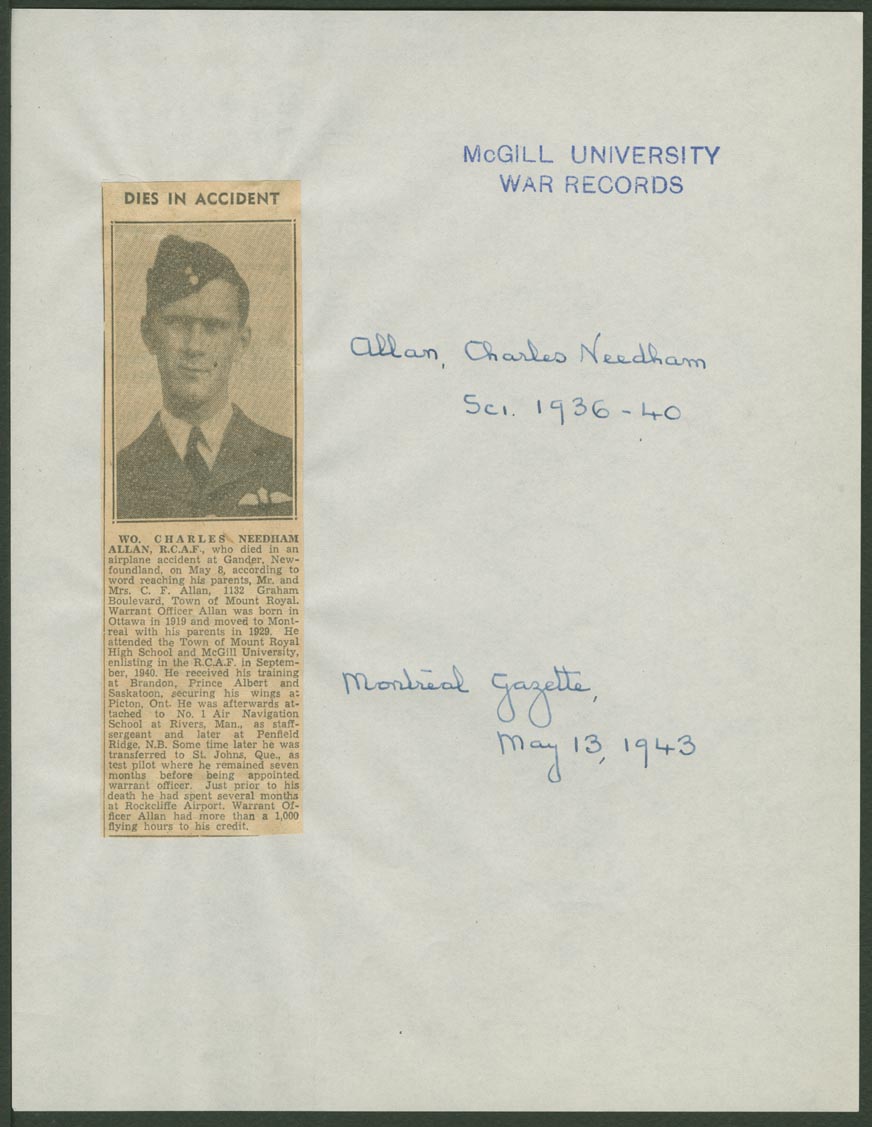 McGILL UNIVERSITY
WAR RECORDS
DIES IN ACCIDENT
Allan, Charles Needham
Sci. 1936-40
WO. CHARLES NEEDHAM
ALLAN, R.C.A.F., who died in an
airplane accident at Gander, New-
foundland, on May 8, according to
word reaching his parents, Mr. and
Mrs. C. F. Allan, 1132 Graham
Boulevard, Town of Mount Royal.
Warrant Officer Allan was born in
Ottawa in 1919 and moved to Mont-
real with his parents in 1929. He
attended the Town of Mount Royal
High School and McGill University,
enlisting in the R.C.A.F. in Septem-
ber, 1940. He received his training
at Brandon, Prince Albert and
Saskatoon, securing his wings at
Picton, Ont. He was afterwards at-
tached to No. 1 Air Navigation
School at Rivers, Man., as staff-
sergeant and later at Penfield
Ridge, N.B. Some time later he was
transferred to St. Johns, Que., as
test pilot where he remained seven
months before being appointed
warrant officer. Just prior to his
death he had spent several months
at Rockcliffe Airport. Warrant Of-
ficer Allan had more than a 1,000
flying hours to his credit.
Montreal Gazette,
May 13, 1943